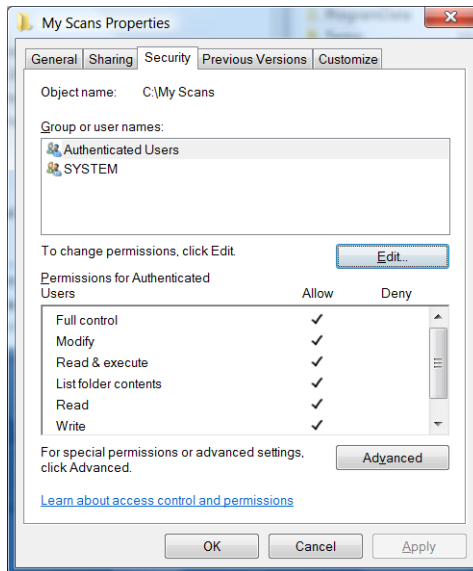 My Scans Properties
General Sharing Security Previous Versions Customize
Object name: C:\My Scans
Group or user names:
Authenticated Users
SYSTEM
To change permissions, click Edit.
Edit...
Permissions for Authenticated
Users Allow Deny
Full control
Modify
Read & execute
List folder contents
Read
Write
For special permissions or advanced settings,
click Advanced.
Advanced
Learn about access control and permissions
OK Cancel Apply